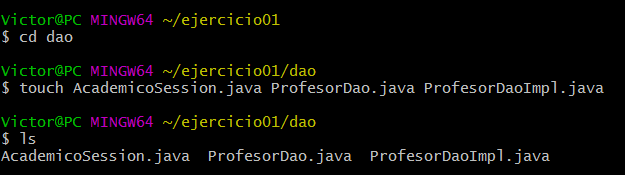 Victor@PC MINGW64 ~/ejercicio01
$ cd dao
Victor@PC MINGW64 ~/ejercicio01/dao
$ touch AcademicoSession.java ProfesorDao.java ProfesorDaoImpl.java
Victor@PC MINGW64 ~/ejercicio01/dao
$ ls
AcademicoSession.java  ProfesorDao.java  ProfesorDaoImpl.java